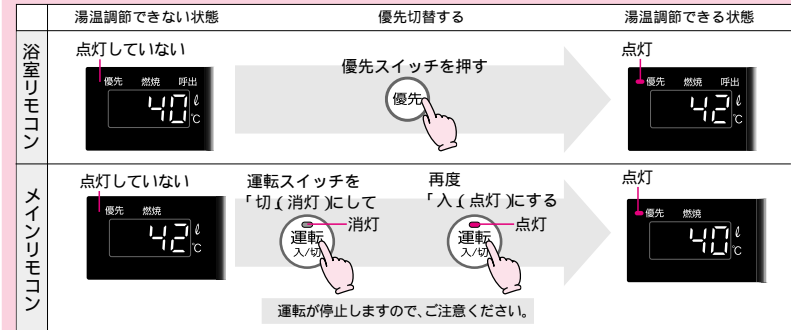 湯温調節できない状態
優先切替する
湯温調節できる状態
浴室リモコン
点灯していない
優先 燃焼 呼出
40 ℓ
℃
優先スイッチを押す
優先
点灯
優先 燃焼 呼出
42 ℓ
℃
メインリモコン
点灯していない
優先 燃焼
42 ℓ
℃
運転スイッチを
「切(消灯)」にして
消灯
運転
入/切
再度
「入(点灯)」にする
点灯
運転
入/切
点灯
優先 燃焼
40 ℓ
℃
運転が停止しますので、ご注意ください。